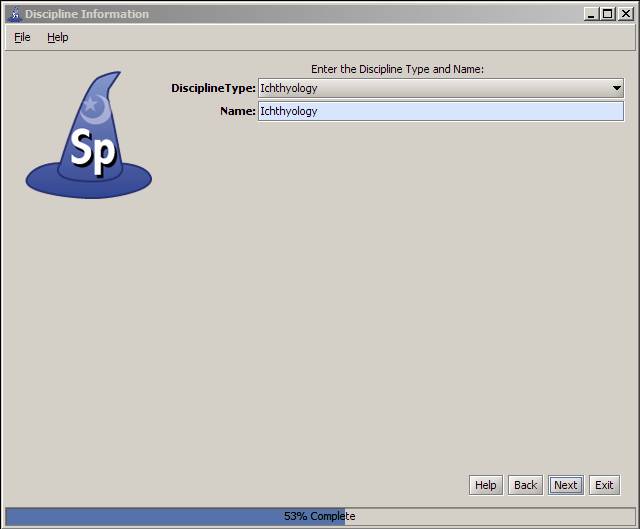 Discipline Information
File Help
Enter the Discipline Type and Name:
DisciplineType: Ichthyology
Name: Ichthyology
Sp
Help Back Next Exit
53% Complete